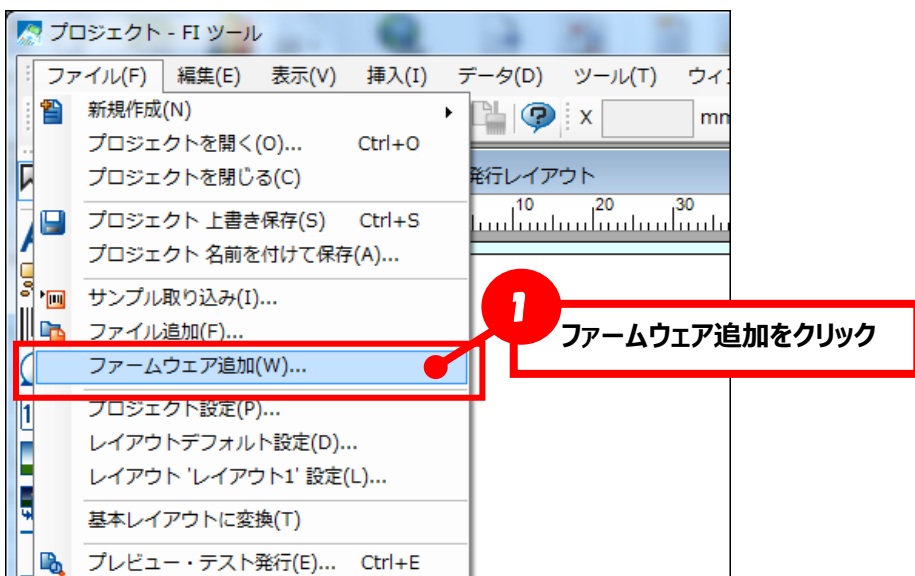 プロジェクト - FI ツール
ファイル(F) 編集(E) 表示(V) 挿入(I) データ(D) ツール(T) ウィ
新規作成(N)
X mm
プロジェクトを開く(O)... Ctrl+O
プロジェクトを閉じる(C)
発行レイアウト
プロジェクト 上書き保存(S) Ctrl+S
10 20 30
プロジェクト 名前を付けて保存(A)...
サンプル取り込み(I)...
ファイル追加(F)...
1
ファームウェア追加をクリック
ファームウェア追加(W)...
プロジェクト設定(P)...
レイアウトデフォルト設定(D)...
レイアウト 'レイアウト1' 設定(L)...
基本レイアウトに変換(T)
プレビュー・テスト発行(E)... Ctrl+E